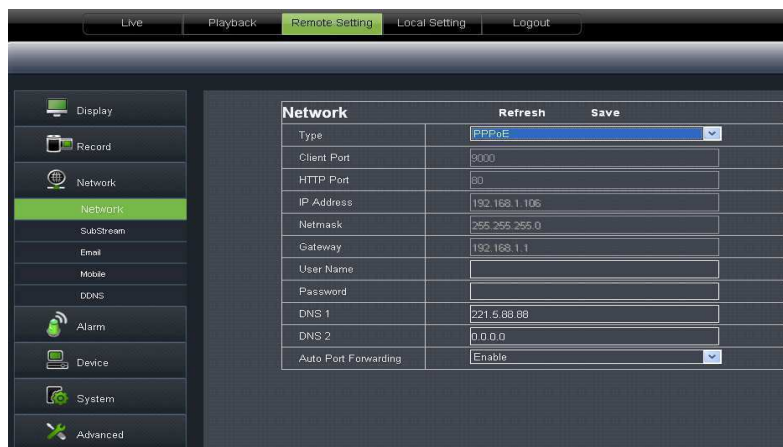 Live Playback Remote Setting Local Setting Logout
Display
Record
Network
Network
SubStream
Email
Mobile
DDNS
Alarm
Device
System
Advanced
Network Refresh Save
Type PPPoE
Client Port 9000
HTTP Port 80
IP Address 192.168.1.106
Netmask 255.255.255.0
Gateway 192.168.1.1
User Name
Password
DNS 1 221.5.88.88
DNS 2 0.0.0.0
Auto Port Forwarding Enable